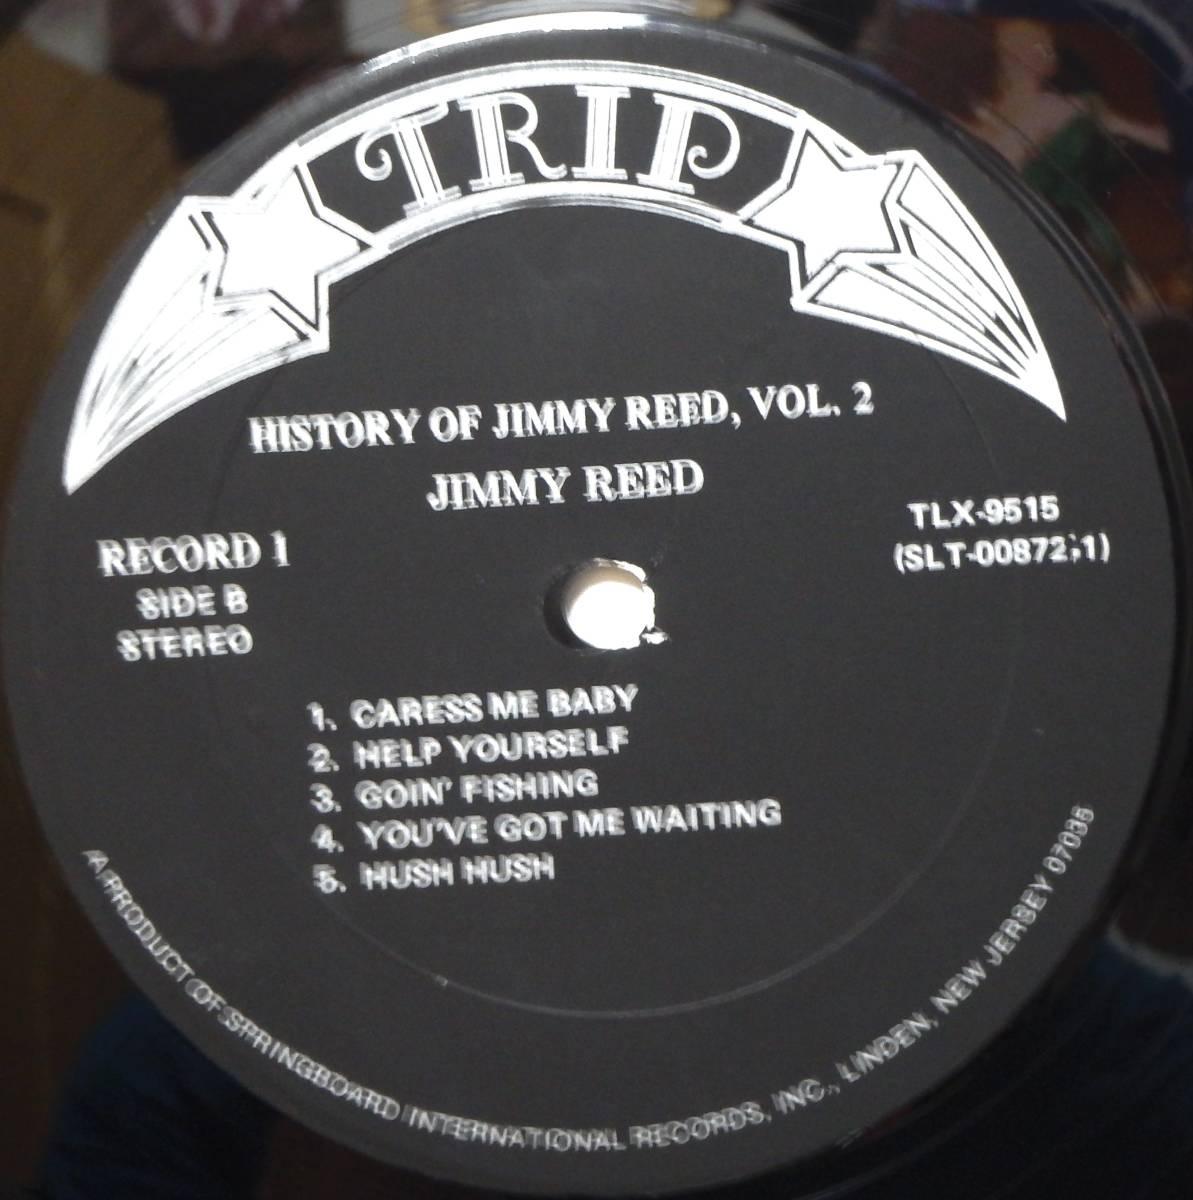 TRIP
HISTORY OF JIMMY REED, VOL. 2
JIMMY REED
RECORD 1
SIDE B
STEREO
TLX-9515
(SLT-00872;1)
1. CARESS ME BABY
2. HELP YOURSELF
3. GOIN' FISHING
4. YOU'VE GOT ME WAITING
5. HUSH HUSH
A PRODUCT OF SPRINGBOARD INTERNATIONAL RECORDS, INC., LINDEN, NEW JERSEY 07036